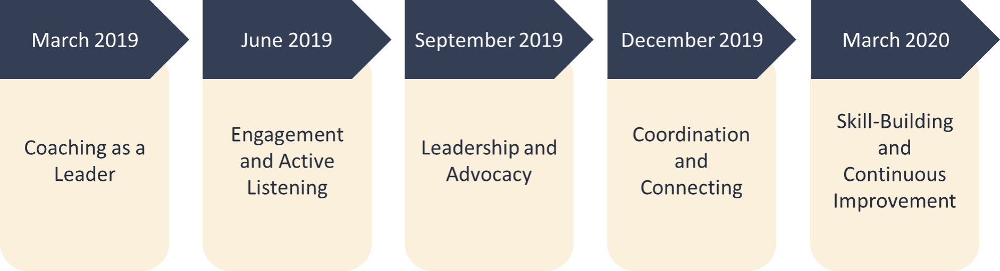 March 2019
Coaching as a
Leader
June 2019
Engagement
and Active
Listening
September 2019
Leadership and
Advocacy
December 2019
Coordination
and
Connecting
March 2020
Skill-Building
and
Continuous
Improvement